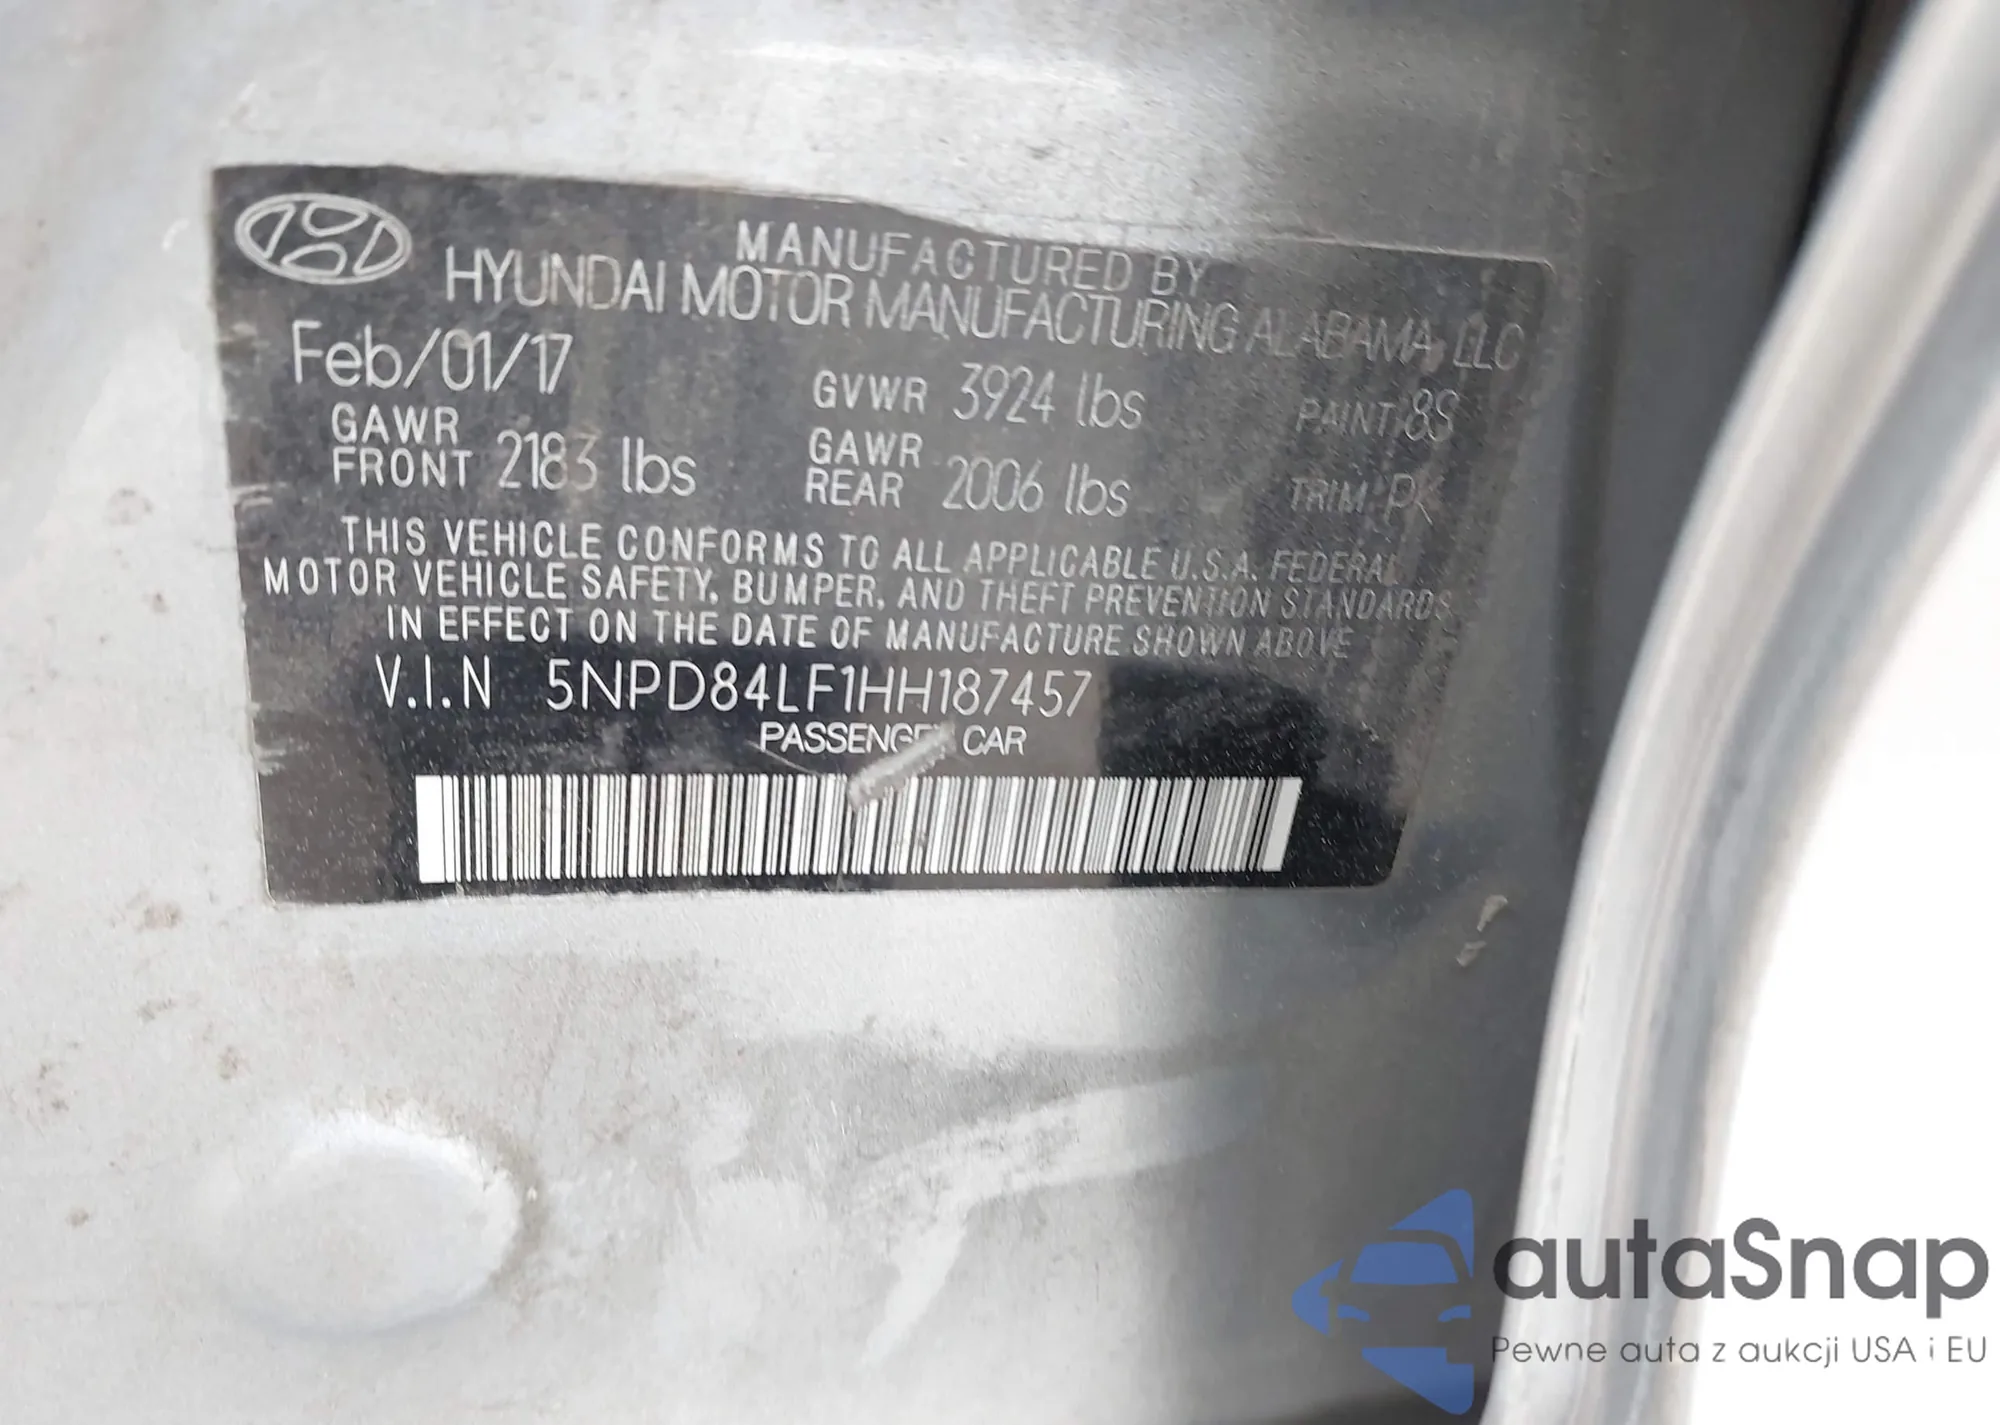 MANUFACTURED BY
HYUNDAI MOTOR MANUFACTURING ALABAMA, LLC
Feb/01/17 GVWR 3924 lbs PAINT: 8S
GAWR FRONT 2183 lbs GAWR REAR 2006 lbs TRIM: PK
THIS VEHICLE CONFORMS TO ALL APPLICABLE U.S.A. FEDERAL
MOTOR VEHICLE SAFETY, BUMPER, AND THEFT PREVENTION STANDARDS
IN EFFECT ON THE DATE OF MANUFACTURE SHOWN ABOVE
V.I.N 5NPD84LF1HH187457
PASSENGER CAR
autaSnap
Pewne auta z aukcji USA i EU